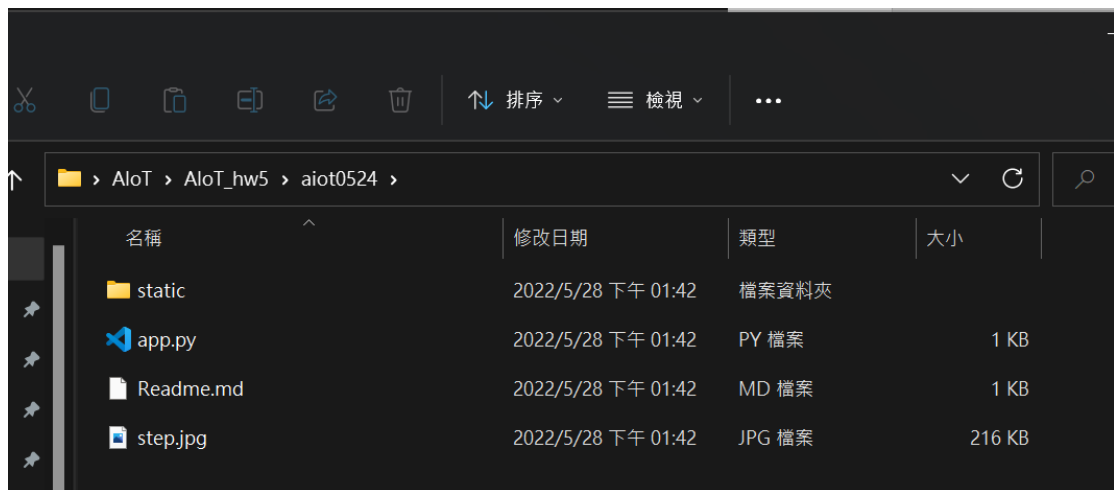 排序 檢視
AIoT AIoT_hw5 aiot0524
名稱 修改日期 類型 大小
static 2022/5/28 下午 01:42 檔案資料夾
app.py 2022/5/28 下午 01:42 PY 檔案 1 KB
Readme.md 2022/5/28 下午 01:42 MD 檔案 1 KB
step.jpg 2022/5/28 下午 01:42 JPG 檔案 216 KB